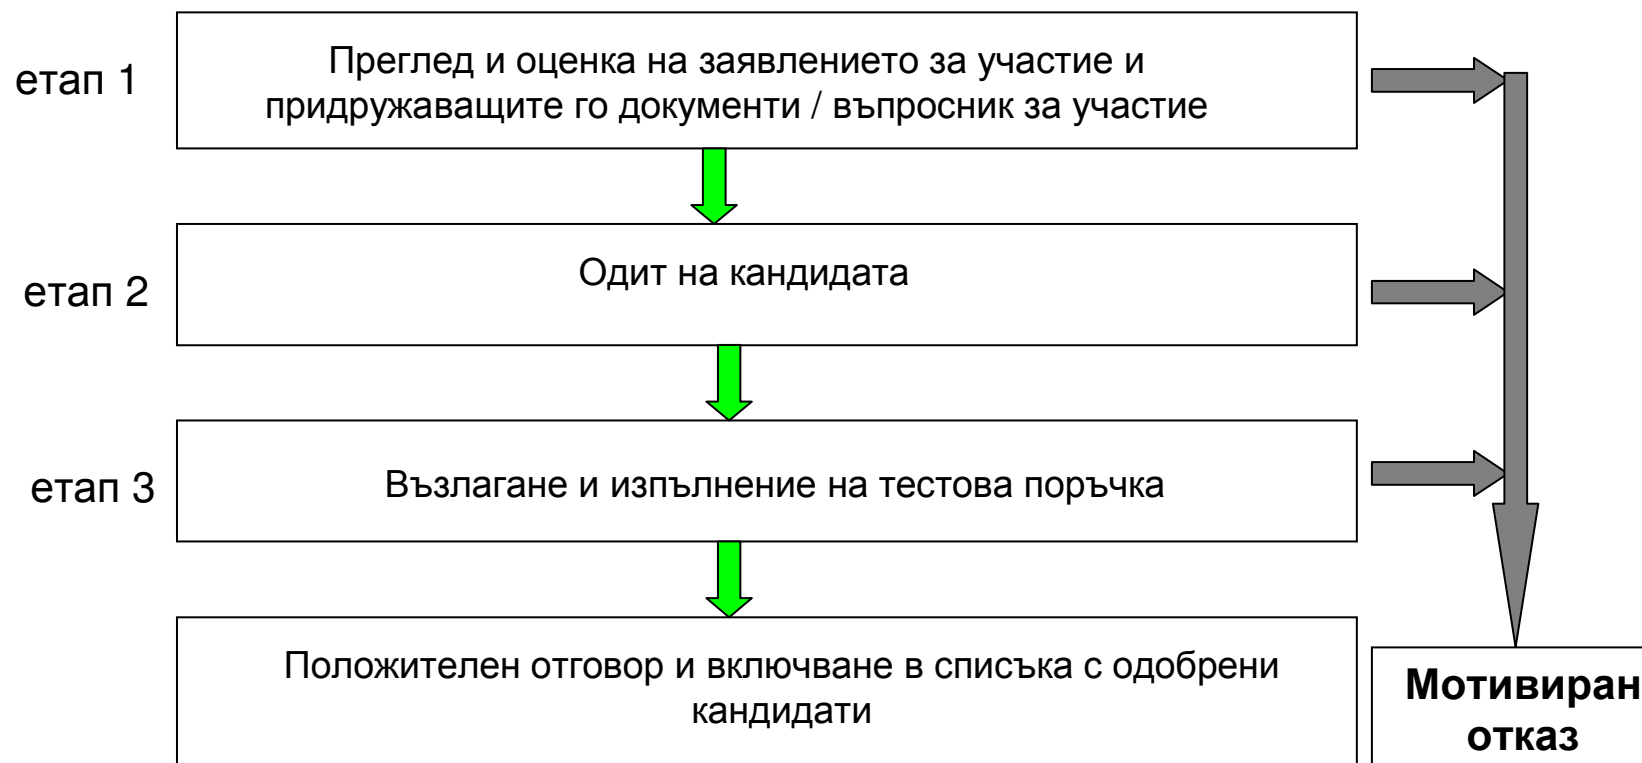 етап 1
Преглед и оценка на заявлението за участие и
придружаващите го документи / въпросник за участие
етап 2
Одит на кандидата
етап 3
Възлагане и изпълнение на тестова поръчка
Положителен отговор и включване в списъка с одобрени
кандидати
Мотивиран
отказ